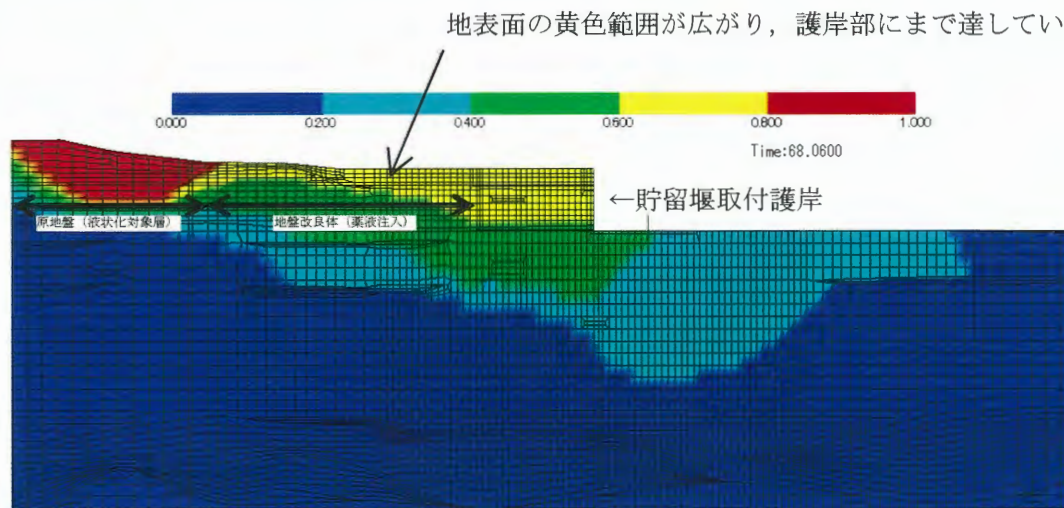 地表面の黄色範囲が広がり，護岸部にまで達してい
0.000 0.200 0.400 0.600 0.800 1.000
Time:68.0600
←貯留堰取付護岸
原地盤（液状化対象層） 地盤改良体（薬液注入）